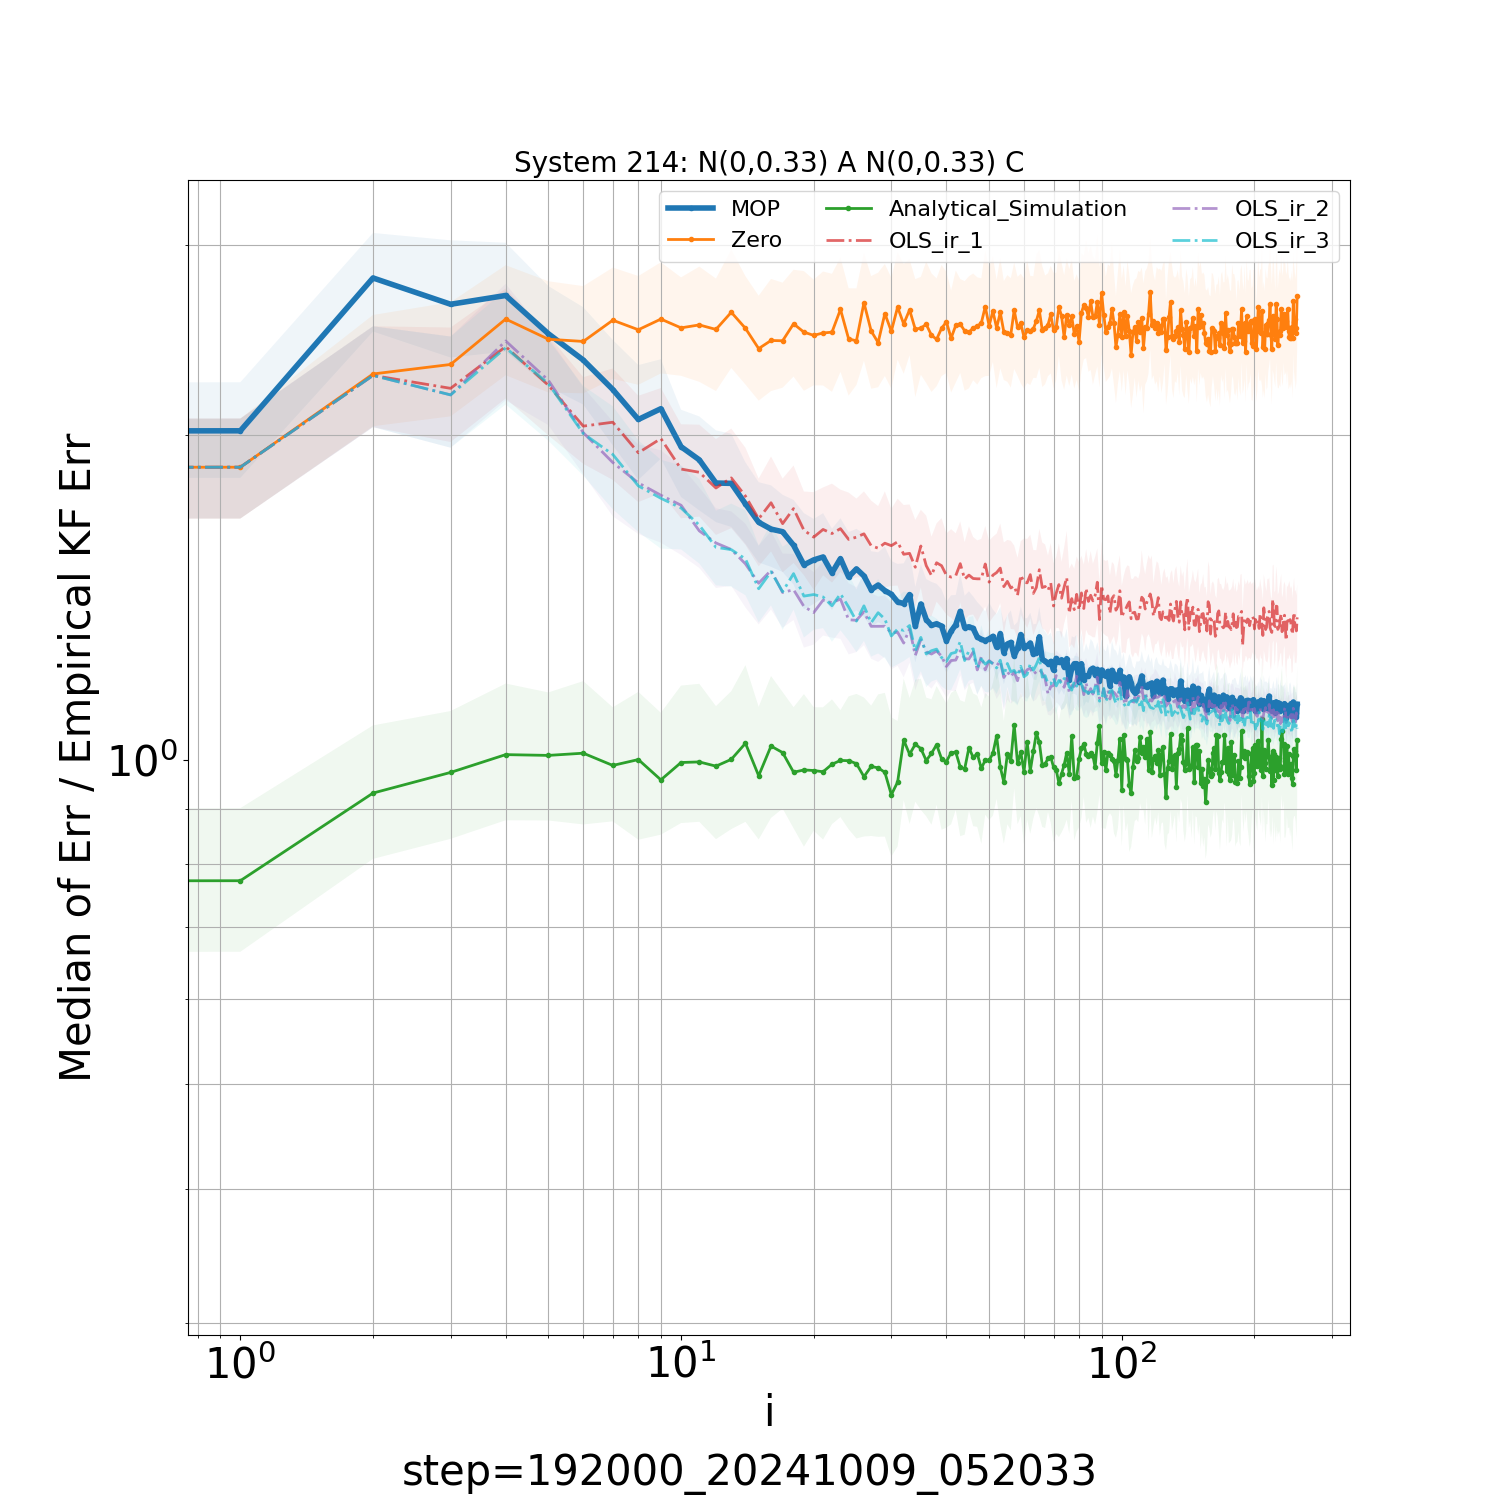 System 214: N(0,0.33) A N(0,0.33) C
MOP
Zero
Analytical_Simulation
OLS_ir_1
OLS_ir_2
OLS_ir_3
Median of Err / Empirical KF Err
10⁰
10⁰ 10¹ 10²
i
step=192000_20241009_052033